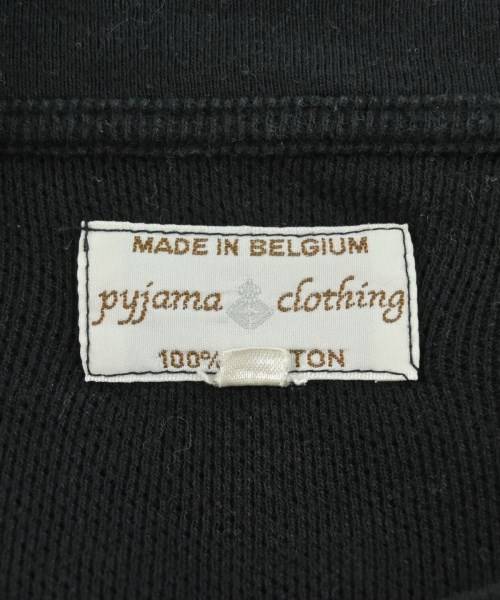 MADE IN BELGIUM
pyjama clothing
100% TON